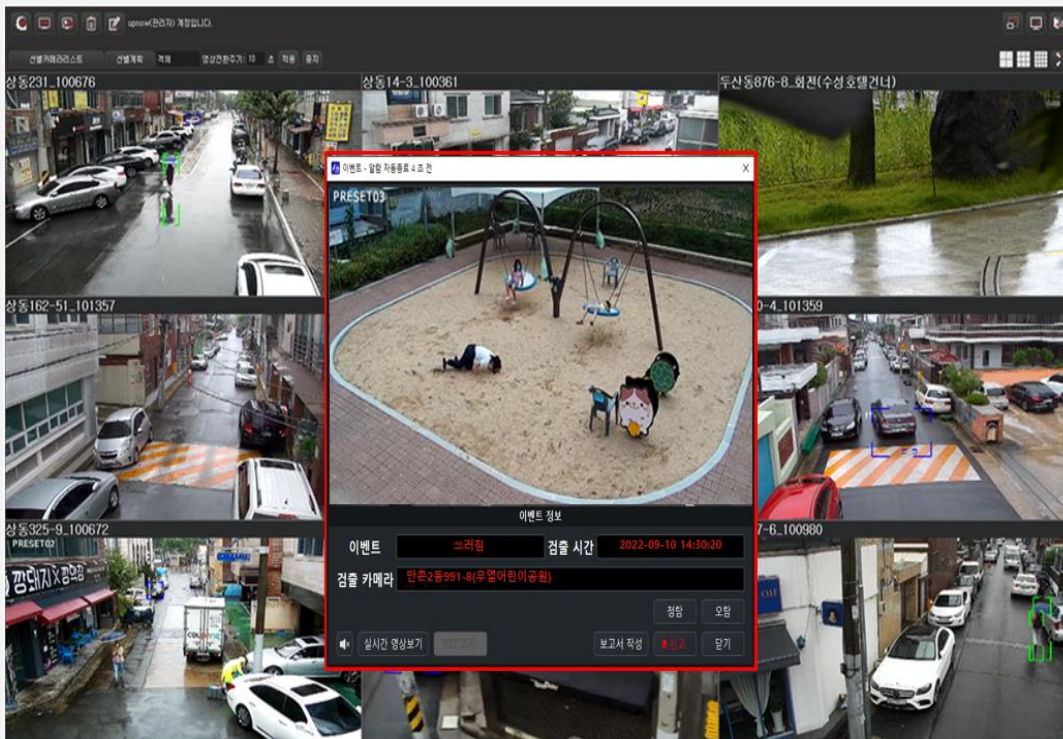 upnow(관리자) 계정입니다.
선별카메라리스트
선별계획
객체
영상전환주기: 10 초
적용
중지
상동231_100676
상동14-3_100361
두산동876-8_회전(수성호텔건너)
이벤트 - 알람 자동종료 4 초 전
X
PRESET03
상동162-51_101357
0-4_101359
이벤트 정보
이벤트
쓰러짐
검출 시간
2022-09-10 14:30:20
검출 카메라
만촌2동991-8(무열어린이공원)
정탐
오탐
실시간 영상보기
보고서 작성
신고
닫기
상동325-9_100672
PRESET02
7-6_100980